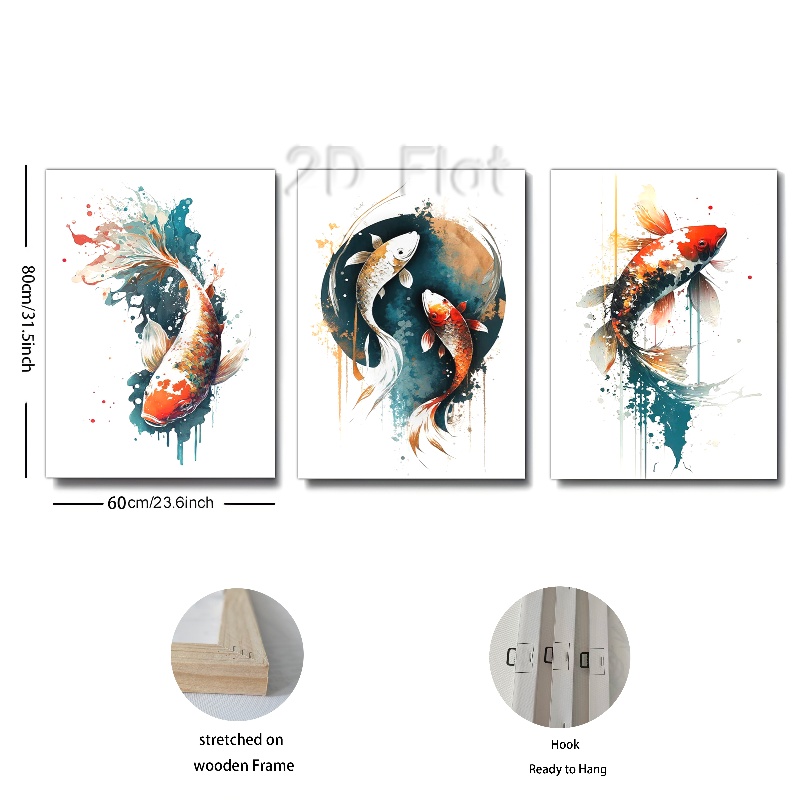 2D Flat
80cm/31.5inch
60cm/23.6inch
stretched on
wooden Frame
Hook
Ready to Hang